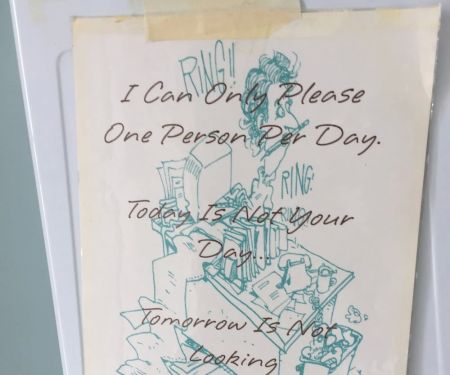 RING!!
I Can Only Please
One Person Per Day.
RING!
Today Is Not Your
Day...
Tomorrow Is Not
Looking